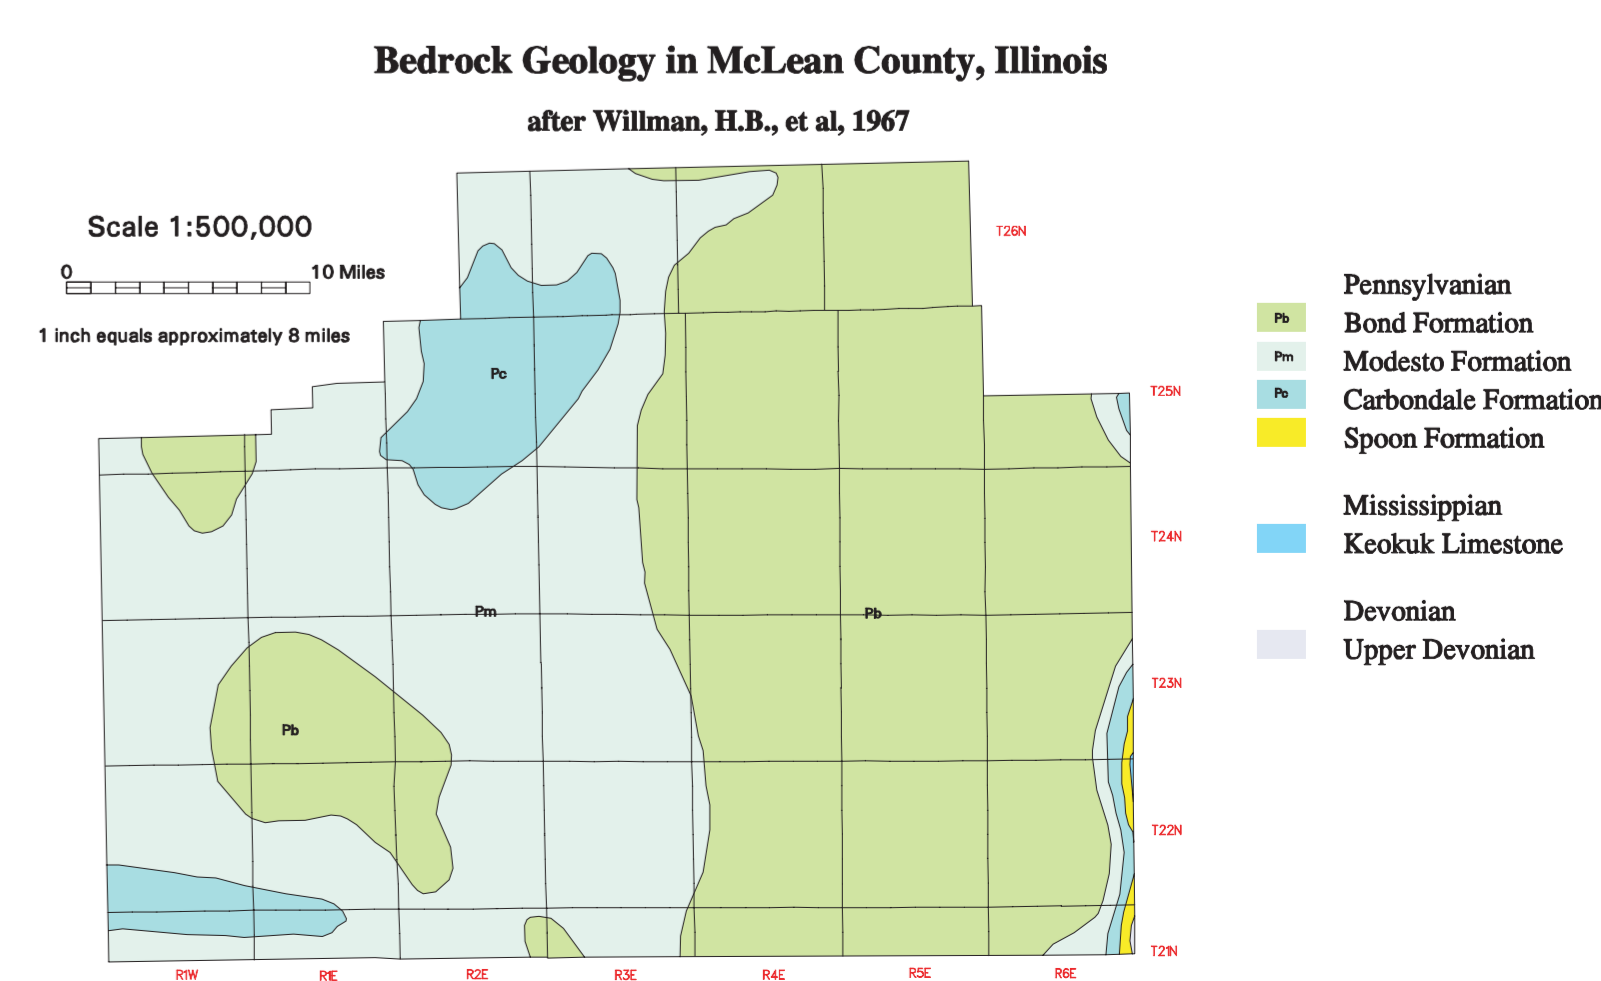 Bedrock Geology in McLean County, Illinois
after Willman, H.B., et al, 1967
Scale 1:500,000
0 10 Miles
1 inch equals approximately 8 miles
T26N
Pc
T25N
T24N
Pm
Pb
T23N
Pb
T22N
T21N
R1W R1E R2E R3E R4E R5E R6E
Pennsylvanian
Pb Bond Formation
Pm Modesto Formation
Pc Carbondale Formation
Spoon Formation
Mississippian
Keokuk Limestone
Devonian
Upper Devonian